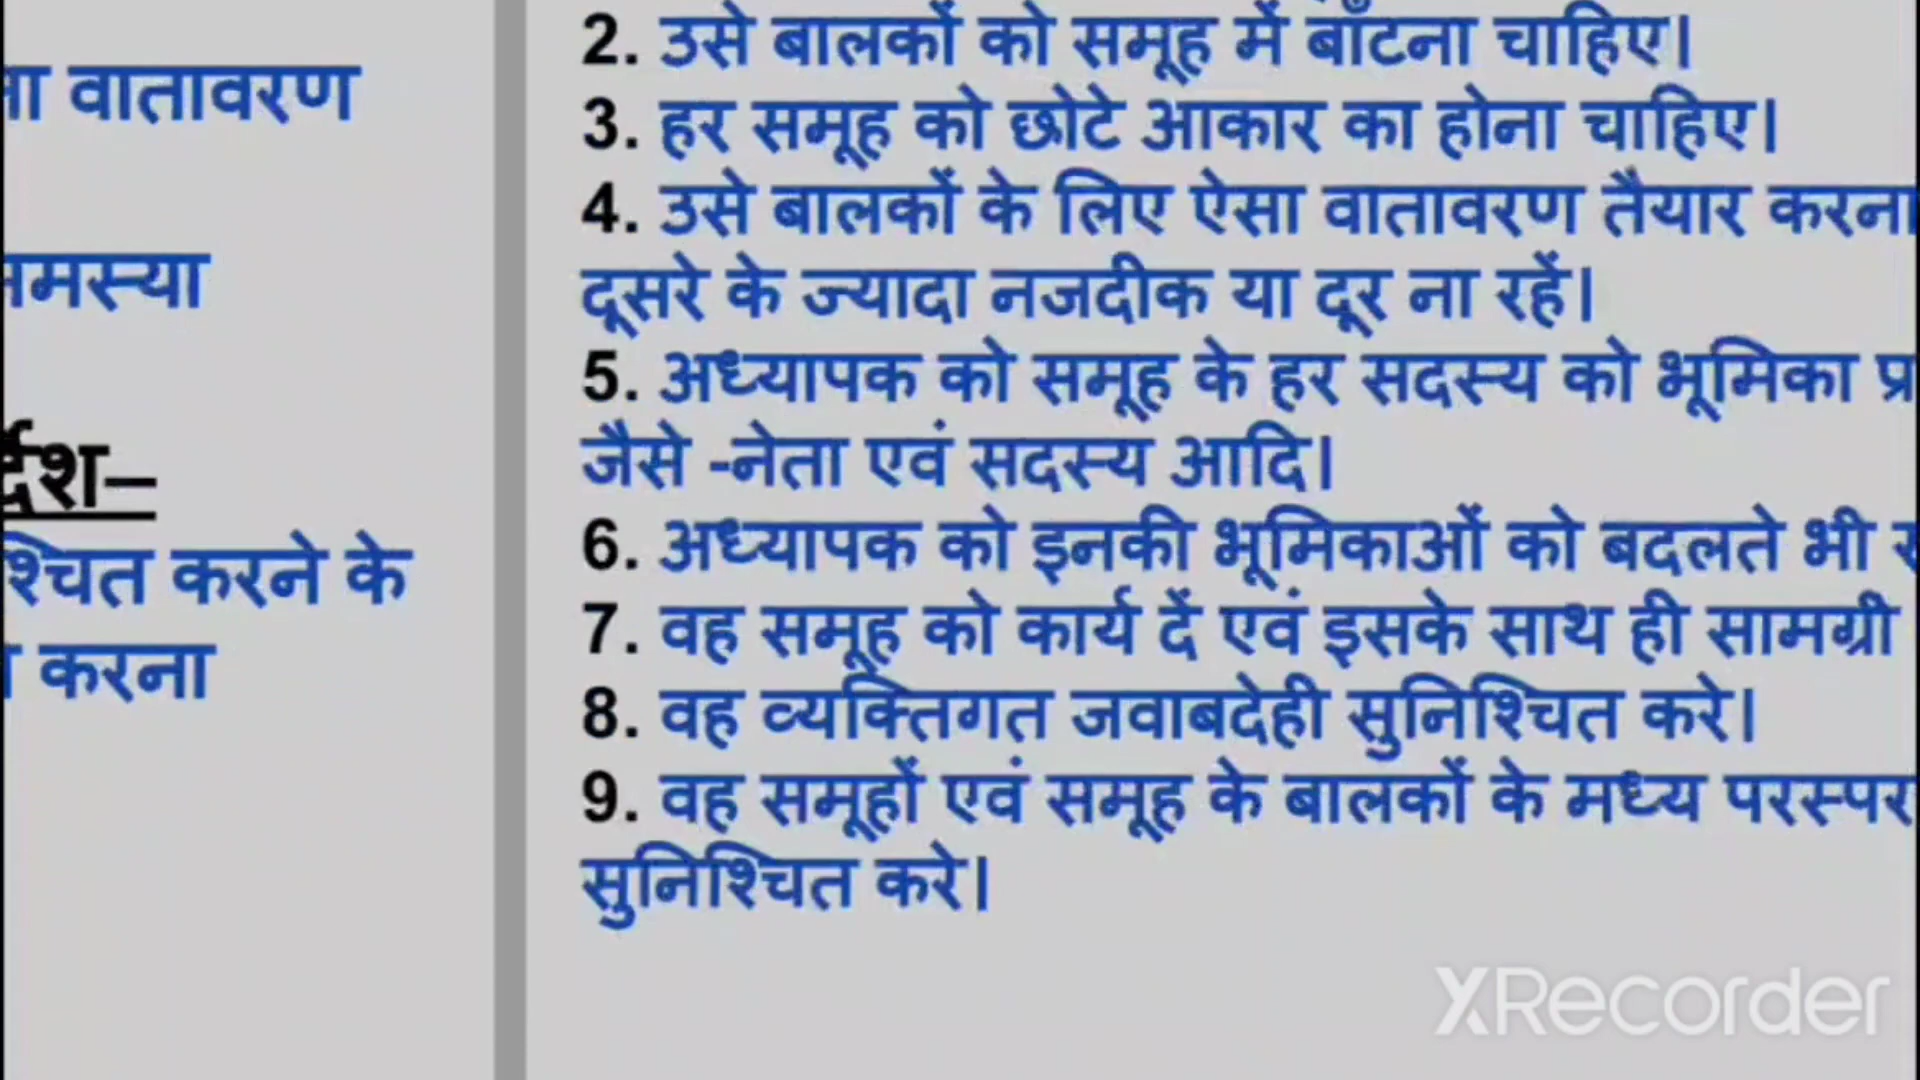 वातावरण
करने के
करना
2. उसे बालकों को समूह में बाँटना चाहिए।
3. हर समूह को छोटे आकार का होना चाहिए।
4. उसे बालकों के लिए ऐसा वातावरण तैयार करना
दूसरे के ज्यादा नजदीक या दूर ना रहें।
5. अध्यापक को समूह के हर सदस्य को भूमिका
जैसे -नेता एवं सदस्य आदि।
6. अध्यापक को इनकी भूमिकाओं को बदलते भी
7. वह समूह को कार्य दें एवं इसके साथ ही सामग्री
8. वह व्यक्तिगत जवाबदेही सुनिश्चित करे।
9. वह समूहों एवं समूह के बालकों के मध्य परस्पर
सुनिश्चित करे।
XRecorder